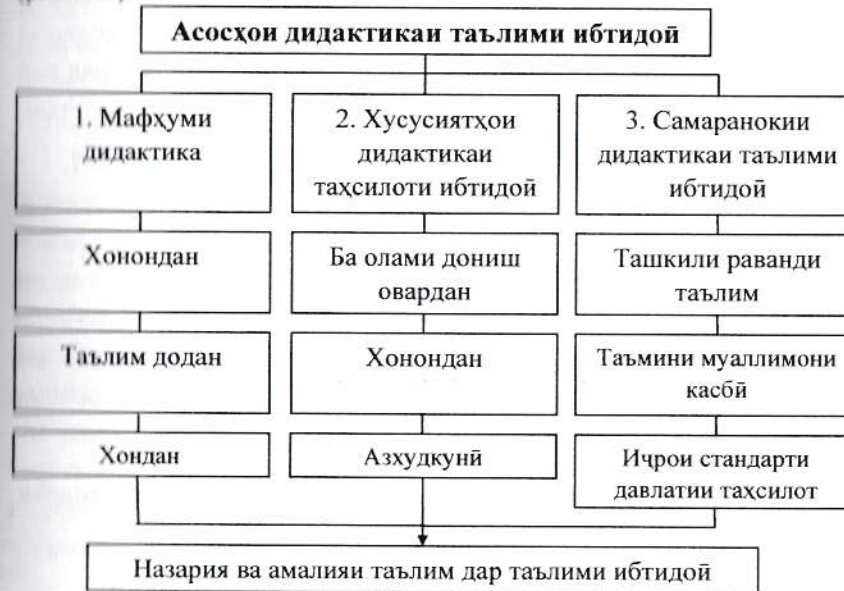 Асосҳои дидактикаи таълими ибтидоӣ
1. Мафҳуми
дидактика
2. Хусусиятҳои
дидактикаи
таҳсилоти ибтидоӣ
3. Самаранокии
дидактикаи таълими
ибтидоӣ
Хонондан
Ба олами дониш
овардан
Ташкили раванди
таълим
Таълим додан
Хонондан
Таъмини муаллимони
касбӣ
Хондан
Азхудкунӣ
Иҷрои стандарти
давлатии таҳсилот
Назария ва амалияи таълим дар таълими ибтидоӣ